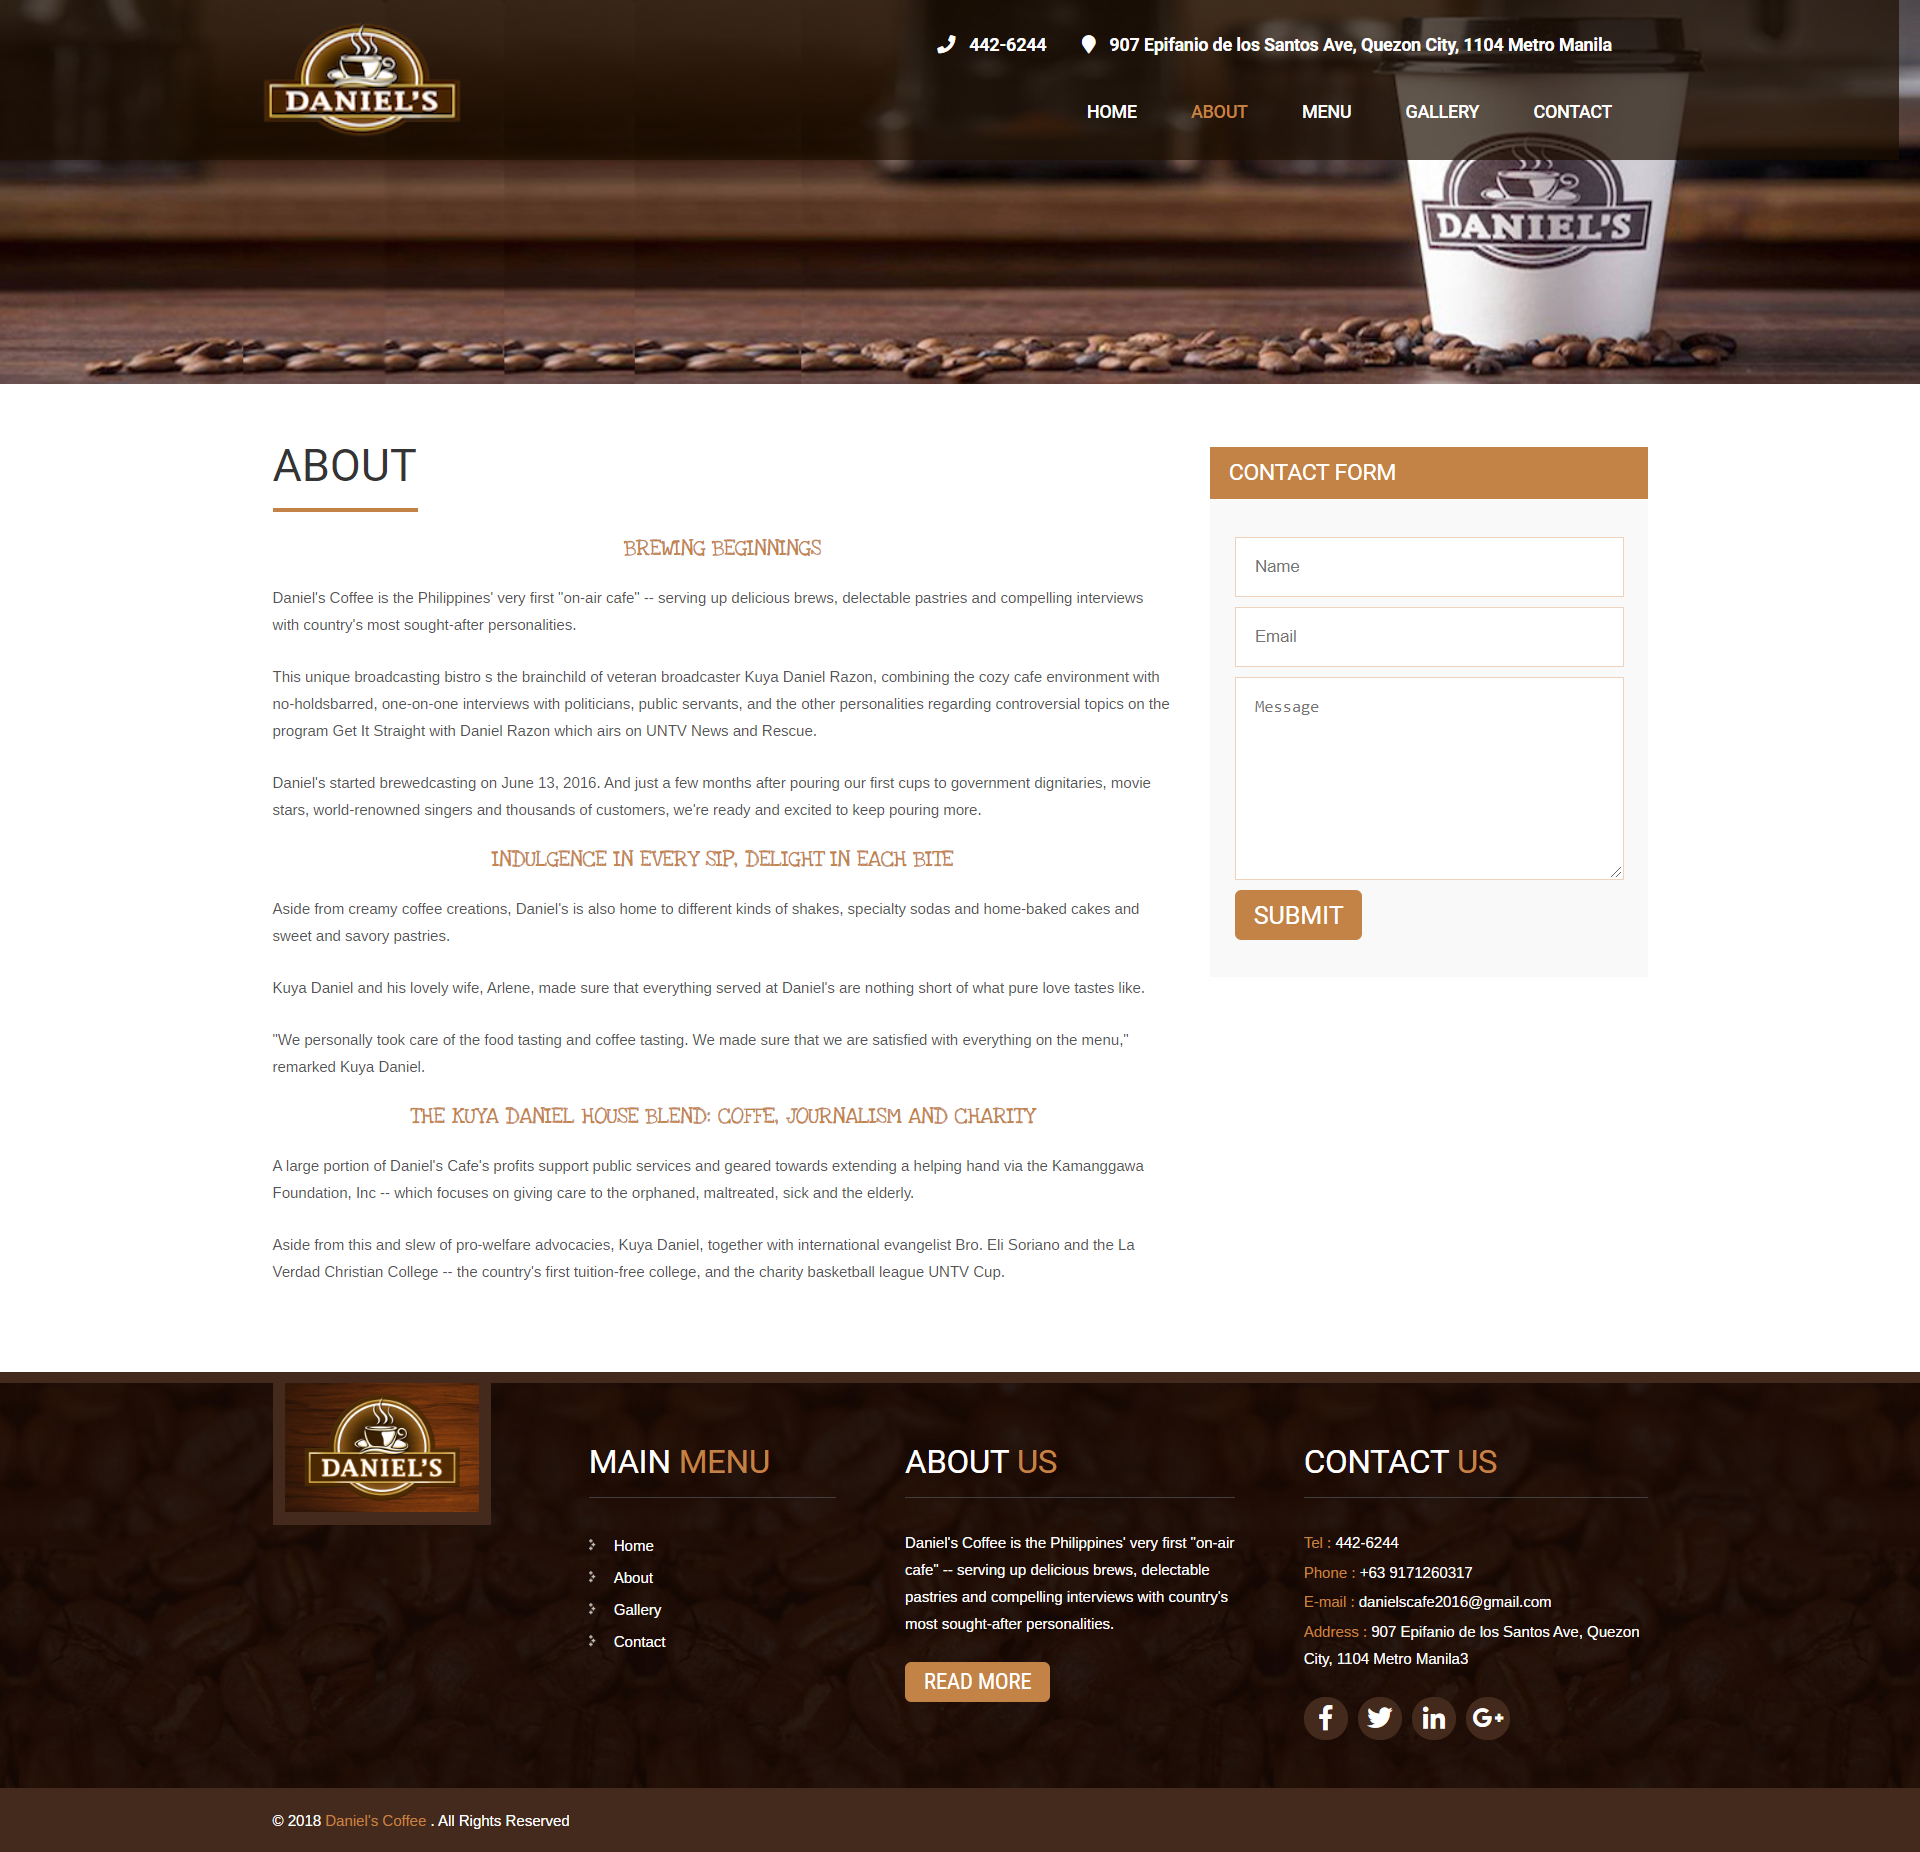 DANIEL'S
442-6244
907 Epifanio de los Santos Ave, Quezon City, 1104 Metro Manila
HOME
ABOUT
MENU
GALLERY
CONTACT
DANIEL'S
ABOUT
BREWING BEGINNINGS
Daniel's Coffee is the Philippines' very first "on-air cafe" -- serving up delicious brews, delectable pastries and compelling interviews
with country's most sought-after personalities.
This unique broadcasting bistro s the brainchild of veteran broadcaster Kuya Daniel Razon, combining the cozy cafe environment with
no-holdsbarred, one-on-one interviews with politicians, public servants, and the other personalities regarding controversial topics on the
program Get It Straight with Daniel Razon which airs on UNTV News and Rescue.
Daniel's started brewedcasting on June 13, 2016. And just a few months after pouring our first cups to government dignitaries, movie
stars, world-renowned singers and thousands of customers, we're ready and excited to keep pouring more.
INDULGENCE IN EVERY SIP, DELIGHT IN EACH BITE
Aside from creamy coffee creations, Daniel's is also home to different kinds of shakes, specialty sodas and home-baked cakes and
sweet and savory pastries.
Kuya Daniel and his lovely wife, Arlene, made sure that everything served at Daniel's are nothing short of what pure love tastes like.
"We personally took care of the food tasting and coffee tasting. We made sure that we are satisfied with everything on the menu,"
remarked Kuya Daniel.
THE KUYA DANIEL HOUSE BLEND: COFFE, JOURNALISM AND CHARITY
A large portion of Daniel's Cafe's profits support public services and geared towards extending a helping hand via the Kamanggawa
Foundation, Inc -- which focuses on giving care to the orphaned, maltreated, sick and the elderly.
Aside from this and slew of pro-welfare advocacies, Kuya Daniel, together with international evangelist Bro. Eli Soriano and the La
Verdad Christian College -- the country's first tuition-free college, and the charity basketball league UNTV Cup.
CONTACT FORM
Name
Email
Message
SUBMIT
DANIEL'S
MAIN MENU
Home
About
Gallery
Contact
ABOUT US
Daniel's Coffee is the Philippines' very first "on-air
cafe" -- serving up delicious brews, delectable
pastries and compelling interviews with country's
most sought-after personalities.
READ MORE
CONTACT US
Tel : 442-6244
Phone : +63 9171260317
E-mail : danielscafe2016@gmail.com
Address : 907 Epifanio de los Santos Ave, Quezon
City, 1104 Metro Manila3
© 2018 Daniel's Coffee . All Rights Reserved